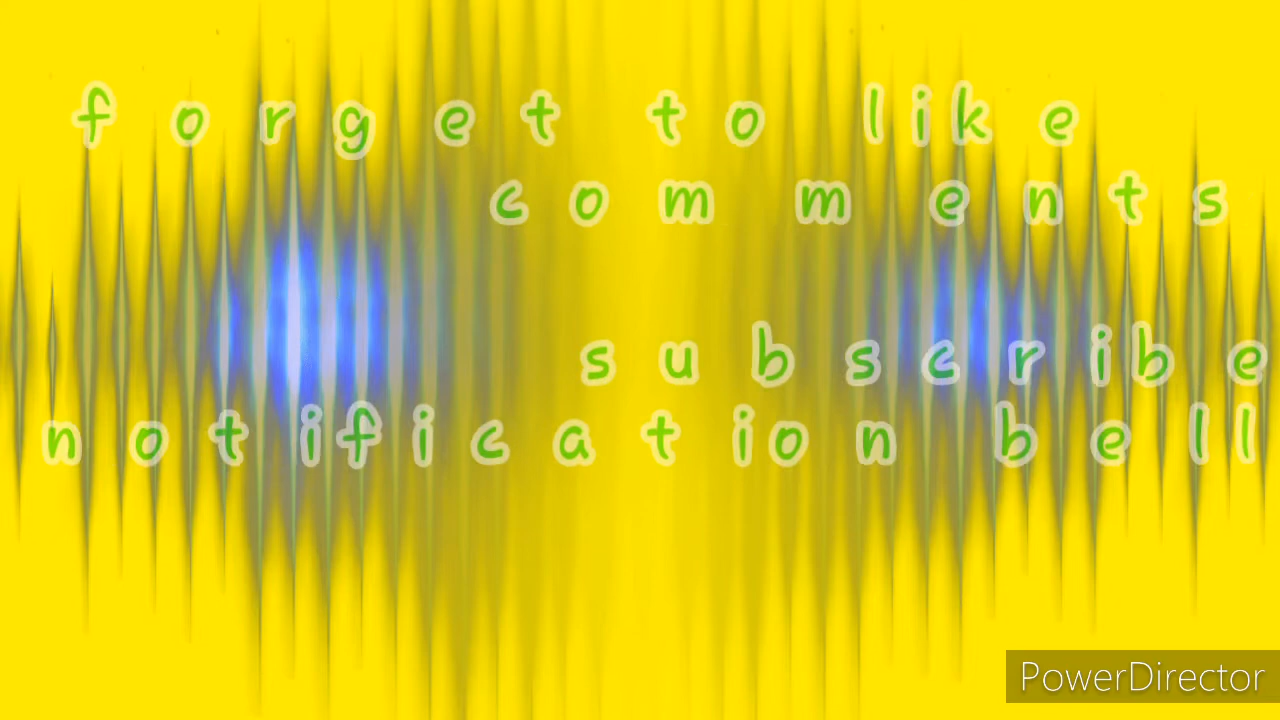 forget to like
comments
subscribe
notification bell
PowerDirector